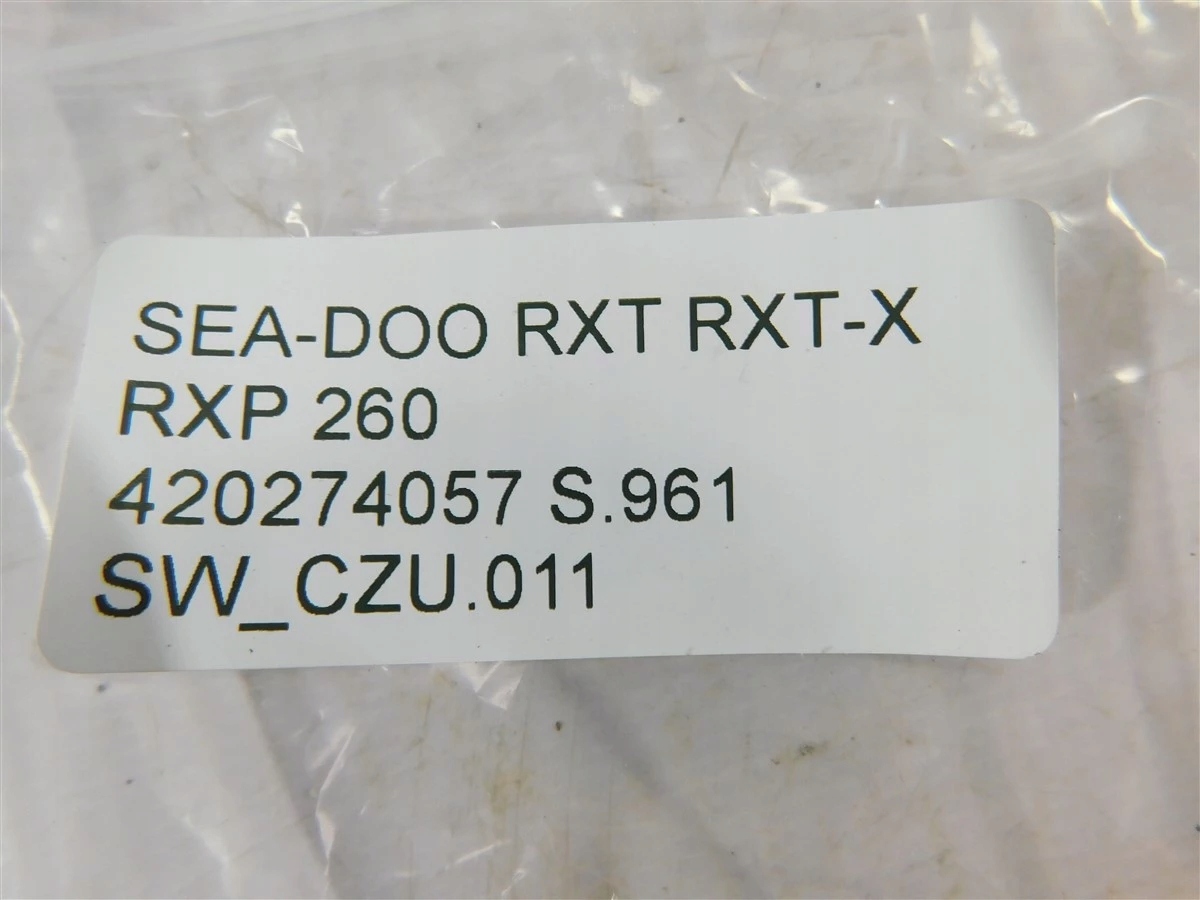 SEA-DOO RXT RXT-X
RXP 260
420274057 S.961
SW_CZU.011